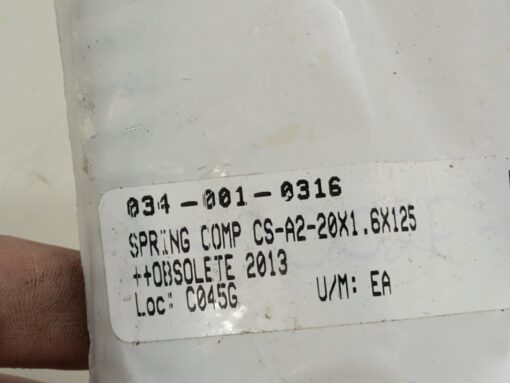 034-001-0316
SPRING COMP CS-A2-20X1.6X125
++OBSOLETE 2013
Loc: C045G U/M: EA